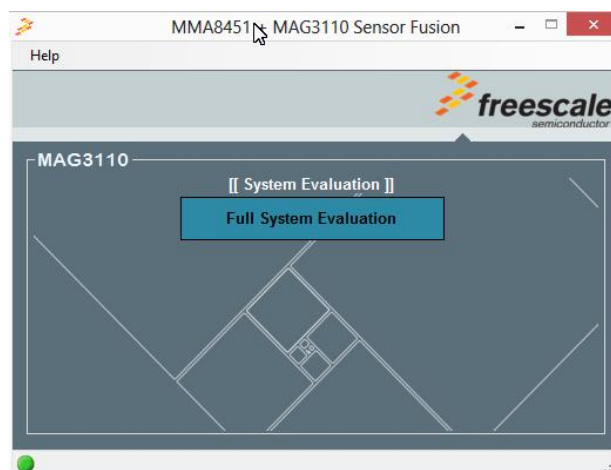 MMA8451 + MAG3110 Sensor Fusion
Help
freescale
semiconductor
MAG3110
[[ System Evaluation ]]
Full System Evaluation